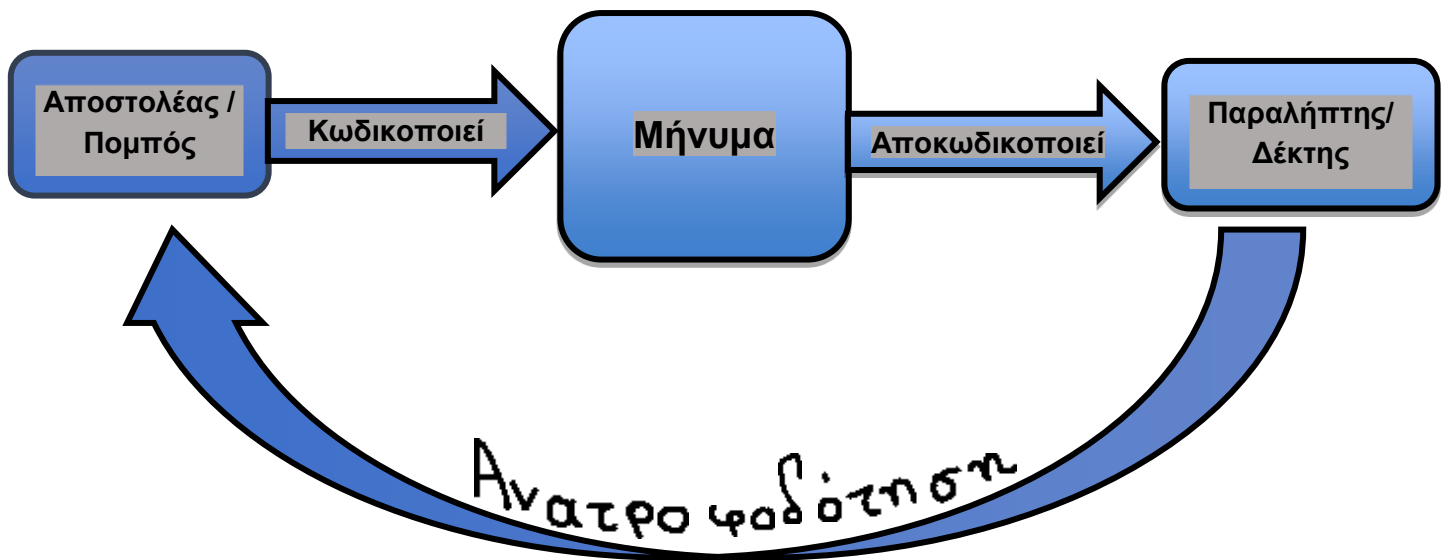 Αποστολέας /
Πομπός
Κωδικοποιεί
Μήνυμα
Αποκωδικοποιεί
Παραλήπτης/
Δέκτης
Ανατροφοδότηση